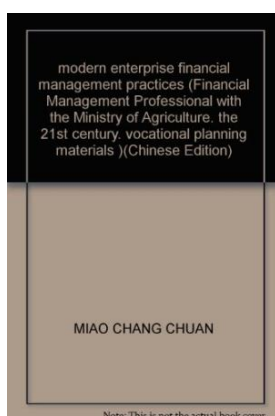 modern enterprise financial
management practices (Financial
Management Professional with
the Ministry of Agriculture. the
21st century. vocational planning
materials )(Chinese Edition)
MIAO CHANG CHUAN
Note: This is not the actual book cover